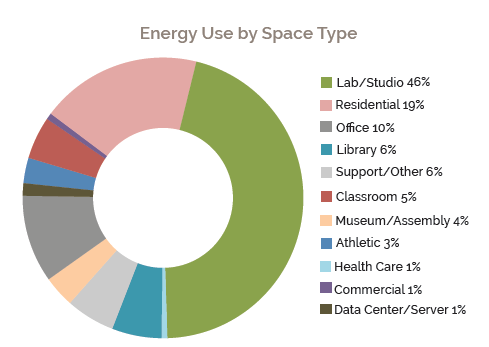 Energy Use by Space Type
Lab/Studio 46%
Residential 19%
Office 10%
Library 6%
Support/Other 6%
Classroom 5%
Museum/Assembly 4%
Athletic 3%
Health Care 1%
Commercial 1%
Data Center/Server 1%